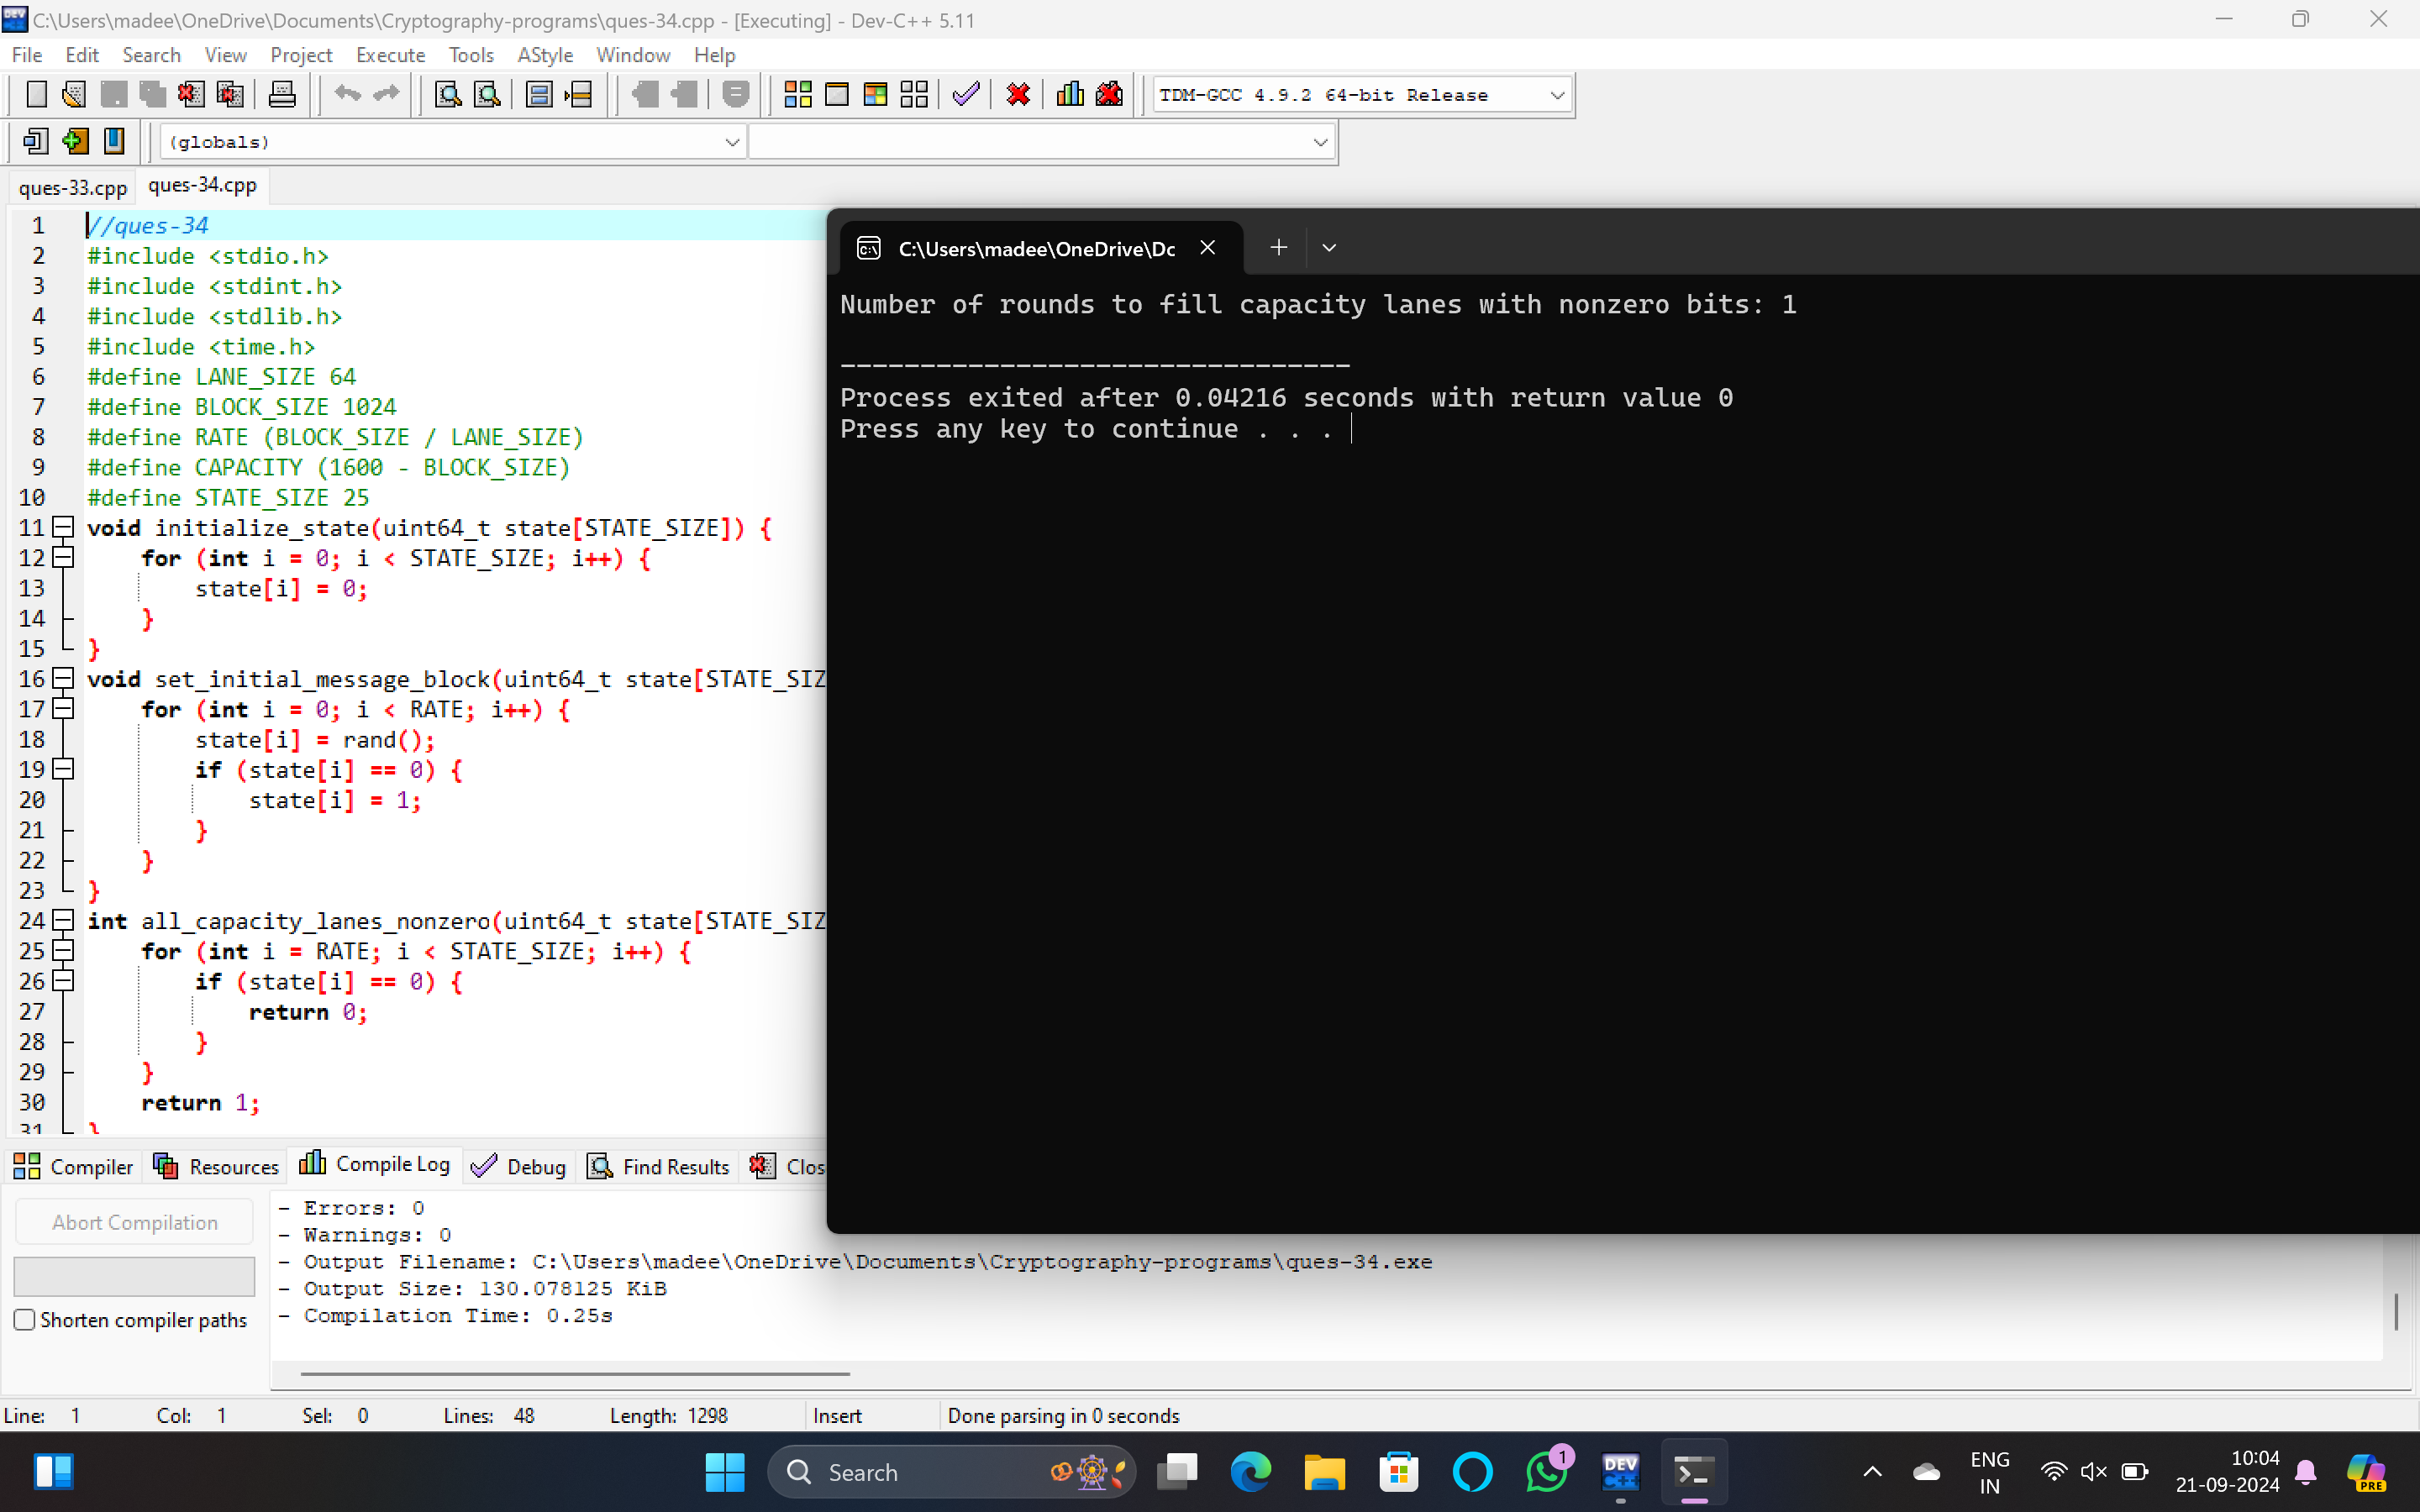 C:\Users\madee\OneDrive\Documents\Cryptography-programs\ques-34.cpp - [Executing] - Dev-C++ 5.11
File Edit Search View Project Execute Tools AStyle Window Help
TDM-GCC 4.9.2 64-bit Release
(globals)
ques-33.cpp ques-34.cpp
1 //ques-34
2 #include <stdio.h>
3 #include <stdint.h>
4 #include <stdlib.h>
5 #include <time.h>
6 #define LANE_SIZE 64
7 #define BLOCK_SIZE 1024
8 #define RATE (BLOCK_SIZE / LANE_SIZE)
9 #define CAPACITY (1600 - BLOCK_SIZE)
10 #define STATE_SIZE 25
11 void initialize_state(uint64_t state[STATE_SIZE]) {
12 for (int i = 0; i < STATE_SIZE; i++) {
13 state[i] = 0;
14 }
15 }
16 void set_initial_message_block(uint64_t state[STATE_SIZ
17 for (int i = 0; i < RATE; i++) {
18 state[i] = rand();
19 if (state[i] == 0) {
20 state[i] = 1;
21 }
22 }
23 }
24 int all_capacity_lanes_nonzero(uint64_t state[STATE_SIZ
25 for (int i = RATE; i < STATE_SIZE; i++) {
26 if (state[i] == 0) {
27 return 0;
28 }
29 }
30 return 1;
31 }
C:\Users\madee\OneDrive\Dc
Number of rounds to fill capacity lanes with nonzero bits: 1
--------------------------------
Process exited after 0.04216 seconds with return value 0
Press any key to continue . . .
Compiler Resources Compile Log Debug Find Results Clos
Abort Compilation
Shorten compiler paths
- Errors: 0
- Warnings: 0
- Output Filename: C:\Users\madee\OneDrive\Documents\Cryptography-programs\ques-34.exe
- Output Size: 130.078125 KiB
- Compilation Time: 0.25s
Line: 1 Col: 1 Sel: 0 Lines: 48 Length: 1298 Insert Done parsing in 0 seconds
Search
1
DEV
C++
ENG
IN
10:04
21-09-2024
PRE